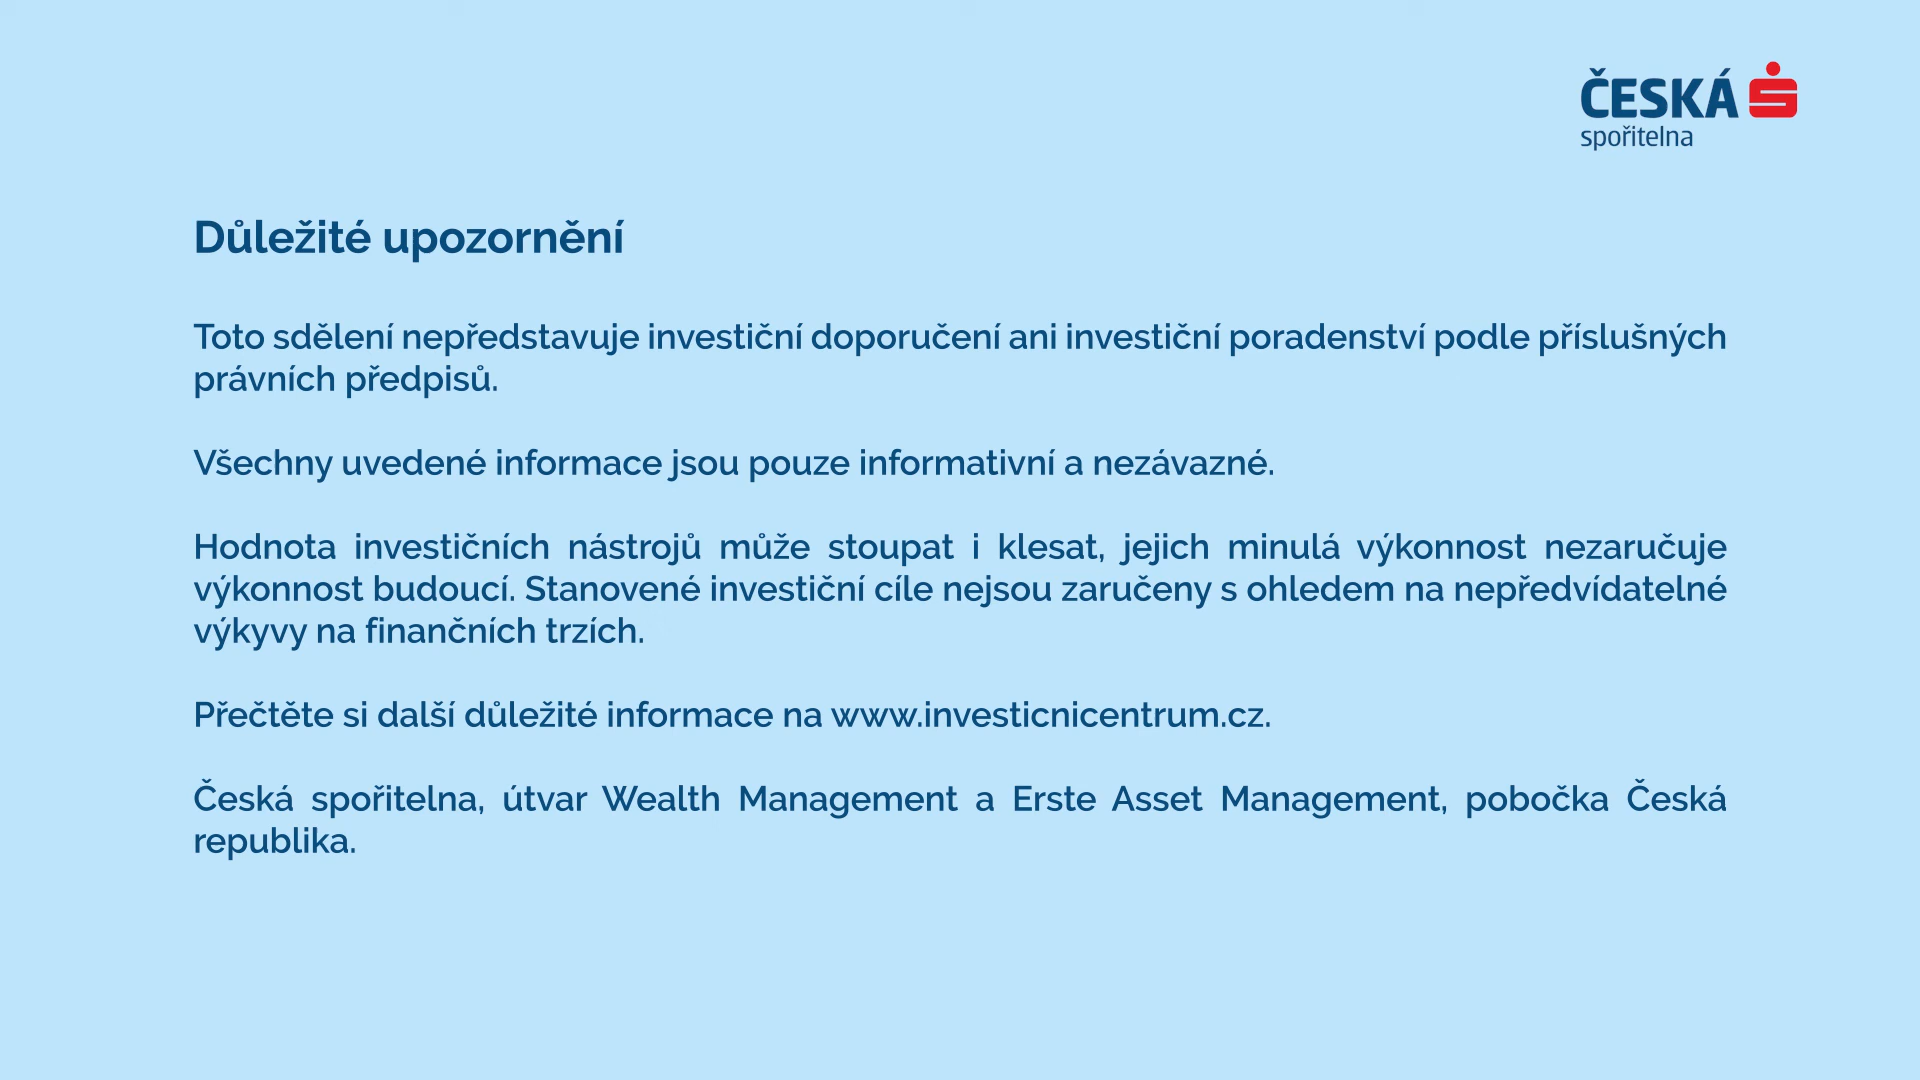 ČESKÁ
spořitelna
Důležité upozornění
Toto sdělení nepředstavuje investiční doporučení ani investiční poradenství podle příslušných
právních předpisů.
Všechny uvedené informace jsou pouze informativní a nezávazné.
Hodnota investičních nástrojů může stoupat i klesat, jejich minulá výkonnost nezaručuje
výkonnost budoucí. Stanovené investiční cíle nejsou zaručeny s ohledem na nepředvídatelné
výkyvy na finančních trzích.
Přečtěte si další důležité informace na www.investicnicentrum.cz.
Česká spořitelna, útvar Wealth Management a Erste Asset Management, pobočka Česká
republika.